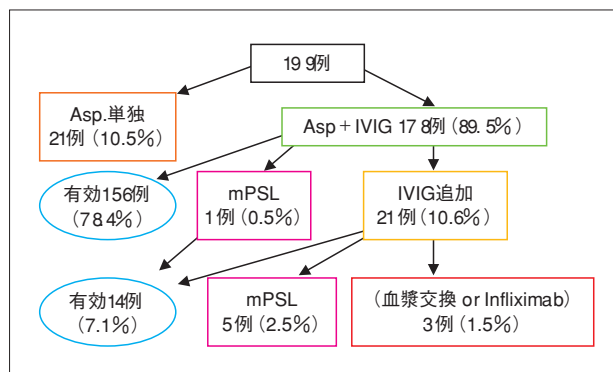 199例
Asp.単独
21例（10.5%）
Asp＋IVIG 178例（89.5%）
有効156例
（78.4%）
mPSL
1例（0.5%）
IVIG追加
21例（10.6%）
有効14例
（7.1%）
mPSL
5例（2.5%）
（血漿交換 or Infliximab）
3例（1.5%）